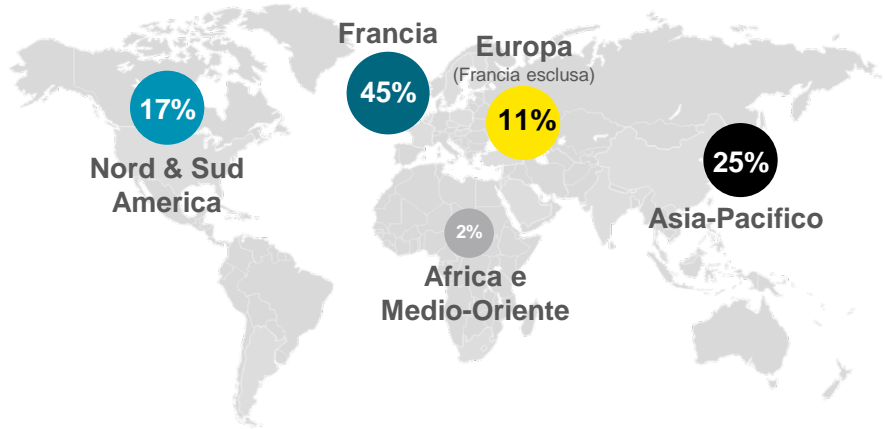 Francia
45%
Europa
(Francia esclusa)
11%
17%
Nord & Sud
America
25%
Asia-Pacifico
2%
Africa e
Medio-Oriente